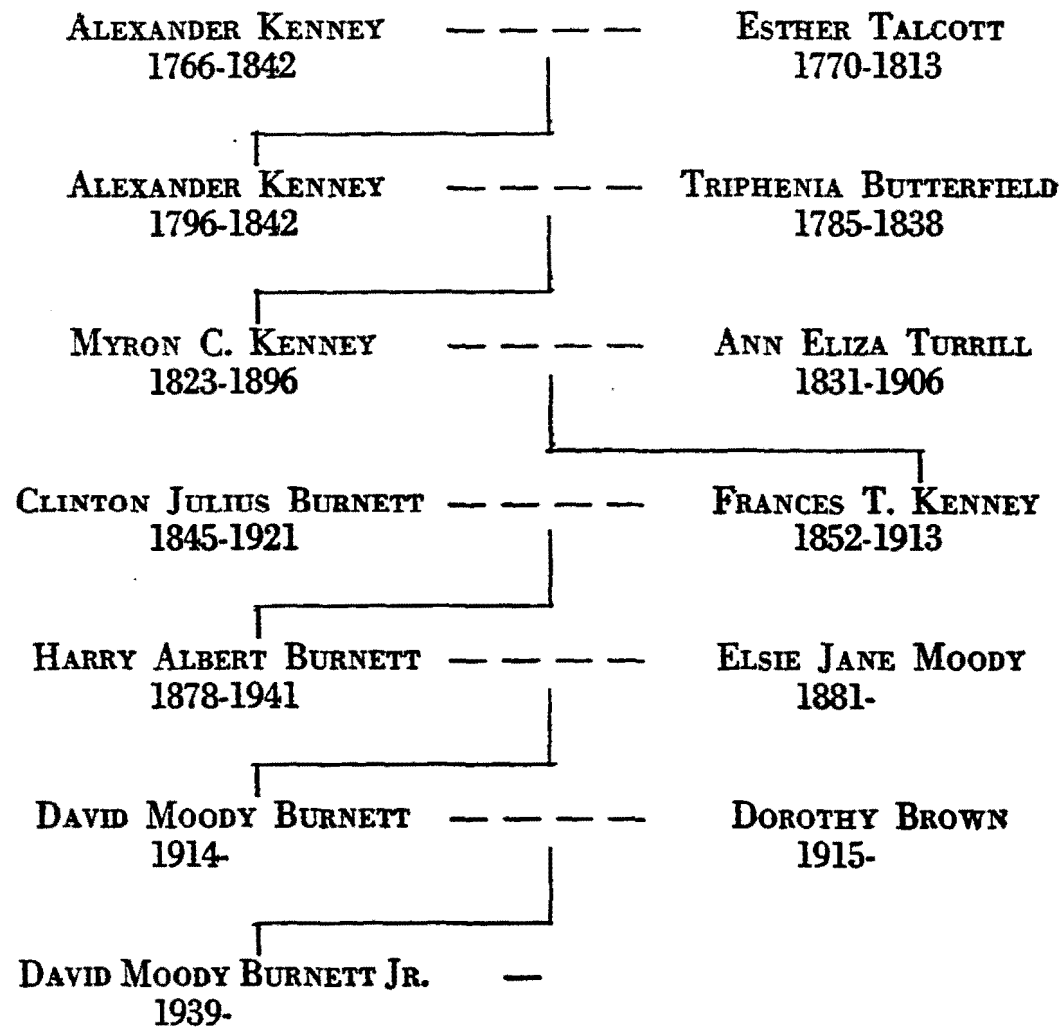 ALEXANDER KENNEY — — — — ESTHER TALCOTT
1766-1842 1770-1813
ALEXANDER KENNEY — — — — TRIPHENIA BUTTERFIELD
1796-1842 1785-1838
MYRON C. KENNEY — — — — ANN ELIZA TURRILL
1823-1896 1831-1906
CLINTON JULIUS BURNETT — — — — FRANCES T. KENNEY
1845-1921 1852-1913
HARRY ALBERT BURNETT — — — — ELSIE JANE MOODY
1878-1941 1881-
DAVID MOODY BURNETT — — — — DOROTHY BROWN
1914- 1915-
DAVID MOODY BURNETT JR. —
1939-